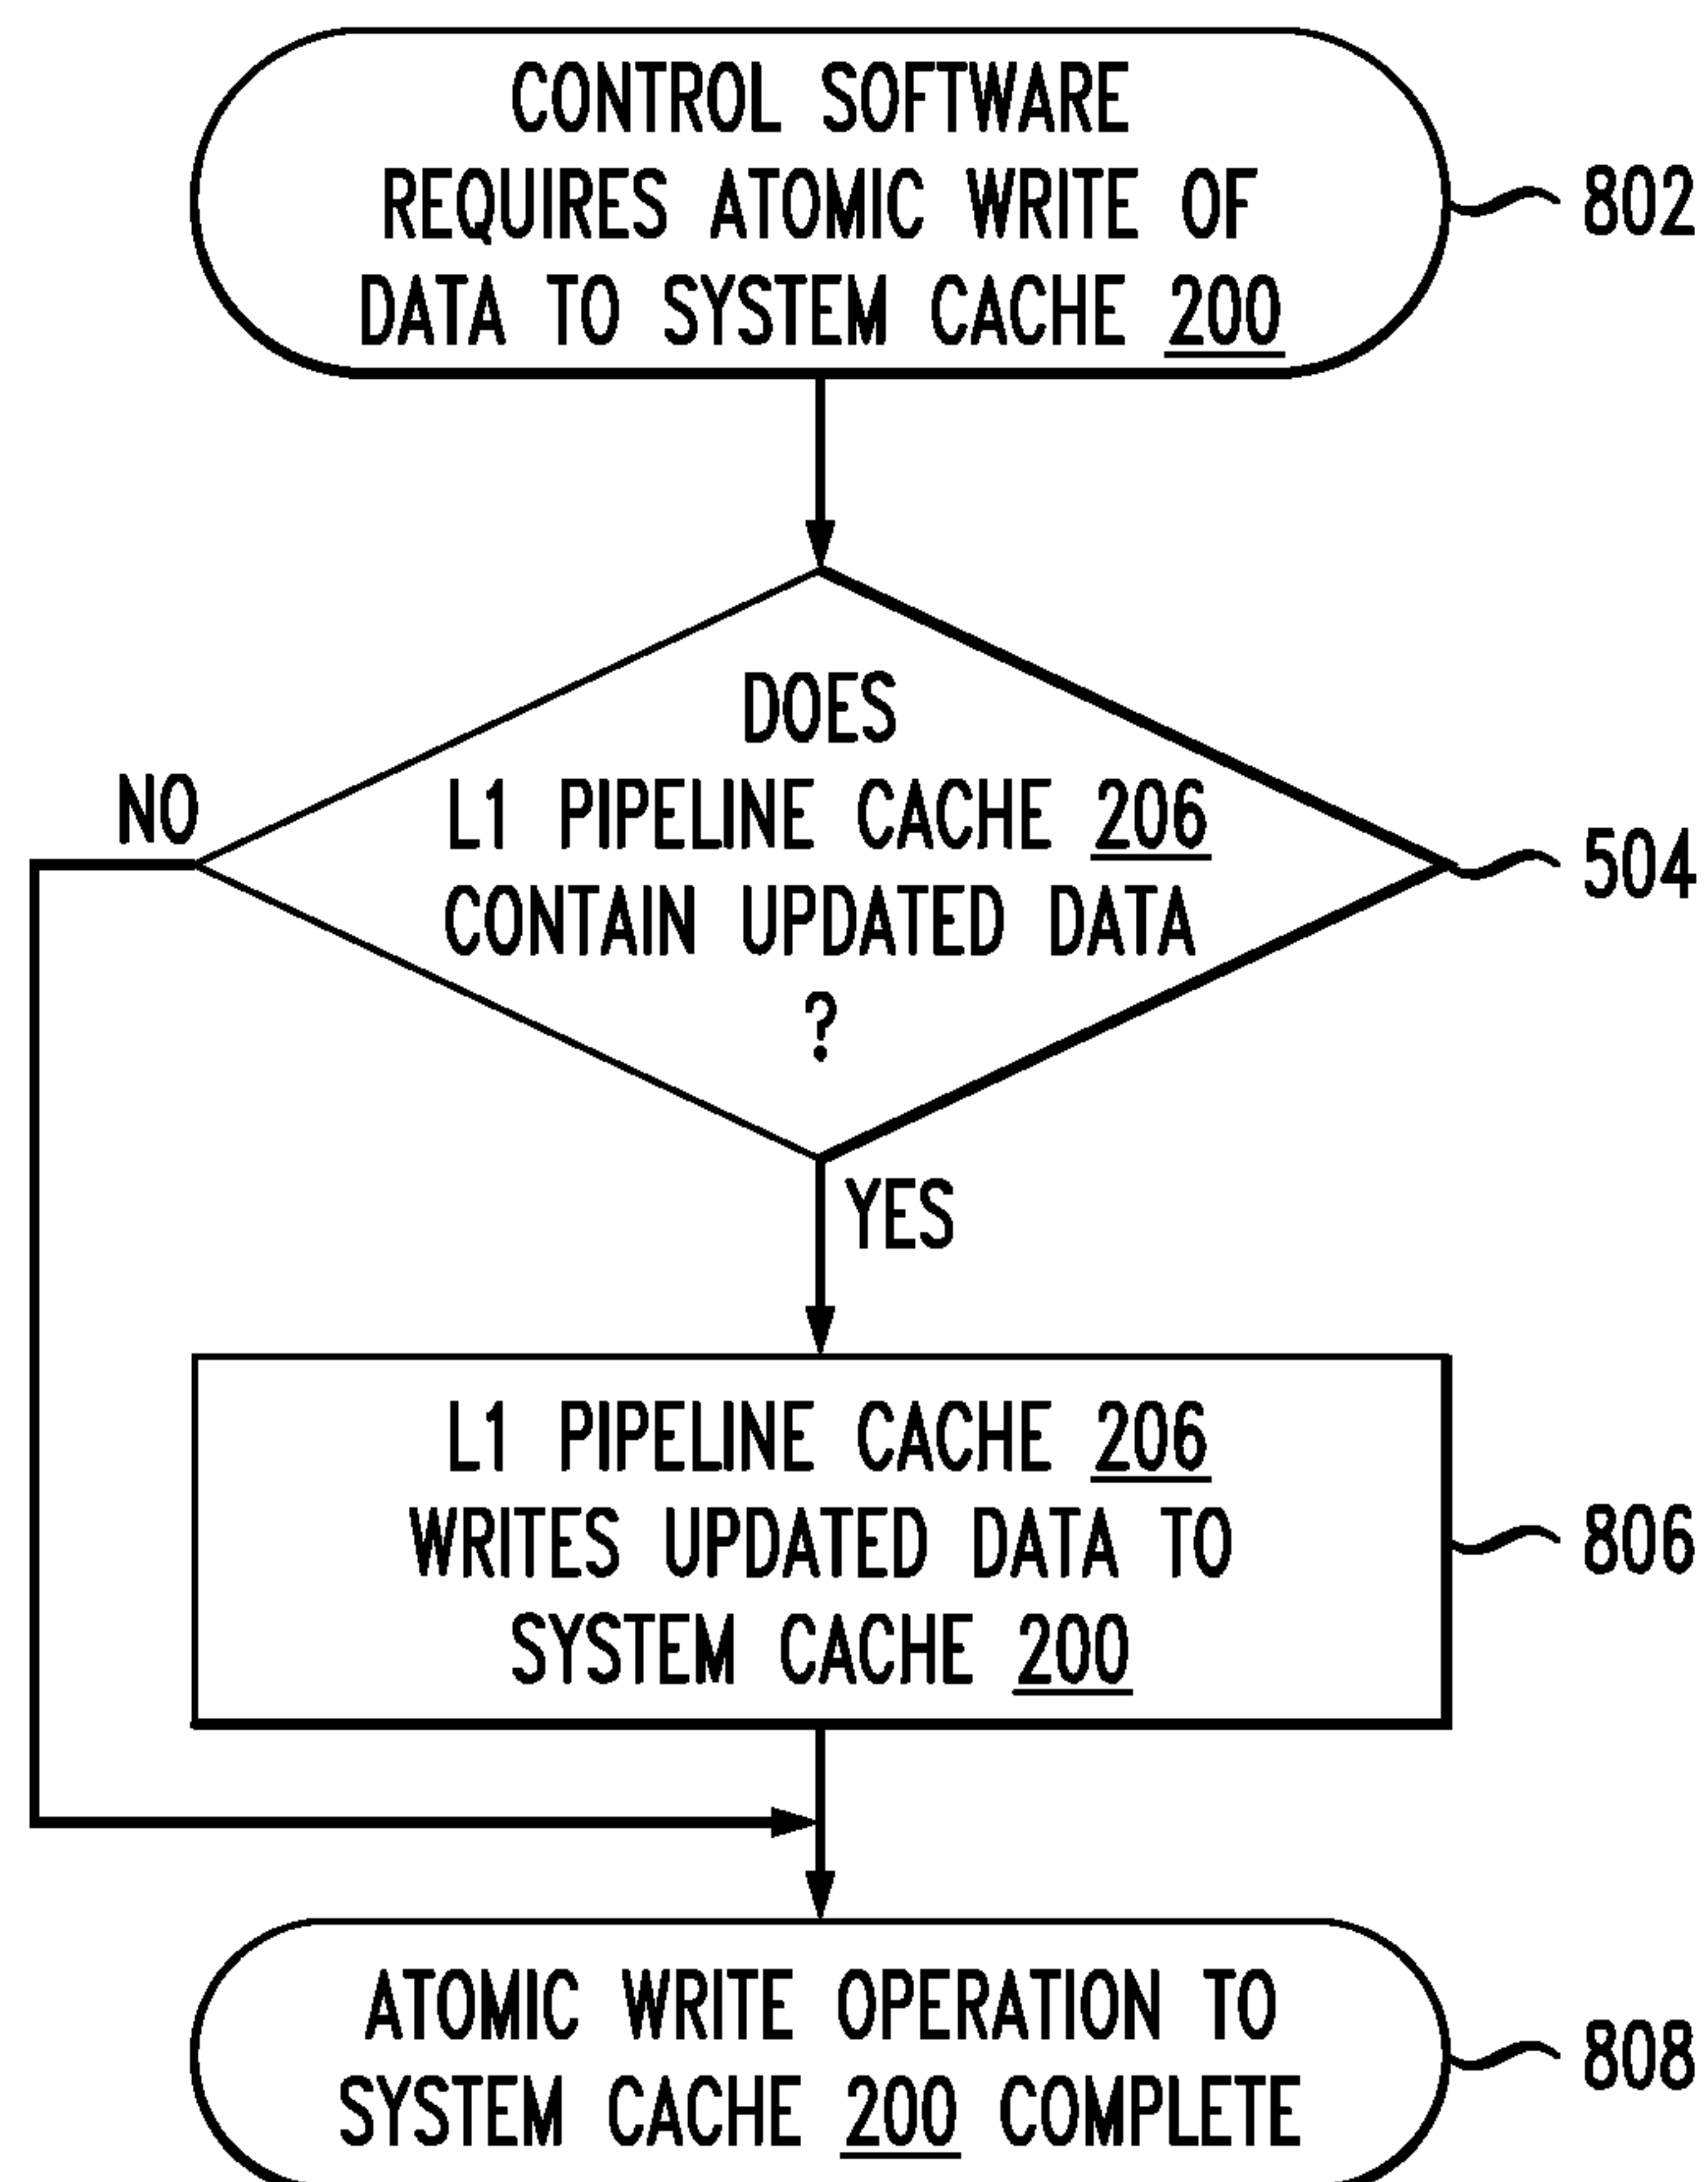 CONTROL SOFTWARE
REQUIRES ATOMIC WRITE OF
DATA TO SYSTEM CACHE 200
802
DOES
L1 PIPELINE CACHE 206
CONTAIN UPDATED DATA
?
NO
504
YES
L1 PIPELINE CACHE 206
WRITES UPDATED DATA TO
SYSTEM CACHE 200
806
ATOMIC WRITE OPERATION TO
SYSTEM CACHE 200 COMPLETE
808